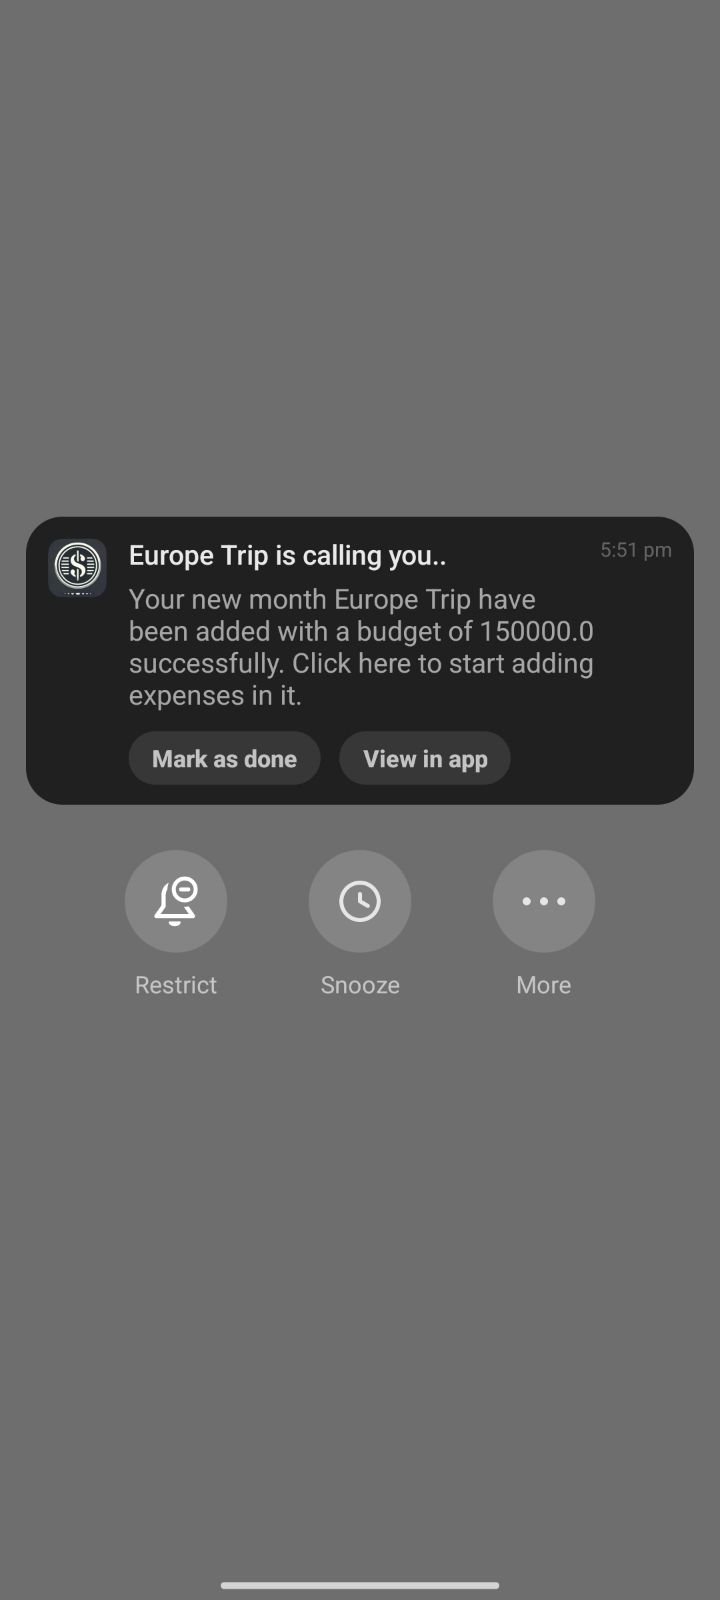 Europe Trip is calling you..
5:51 pm
Your new month Europe Trip have
been added with a budget of 150000.0
successfully. Click here to start adding
expenses in it.
Mark as done
View in app
Restrict
Snooze
More